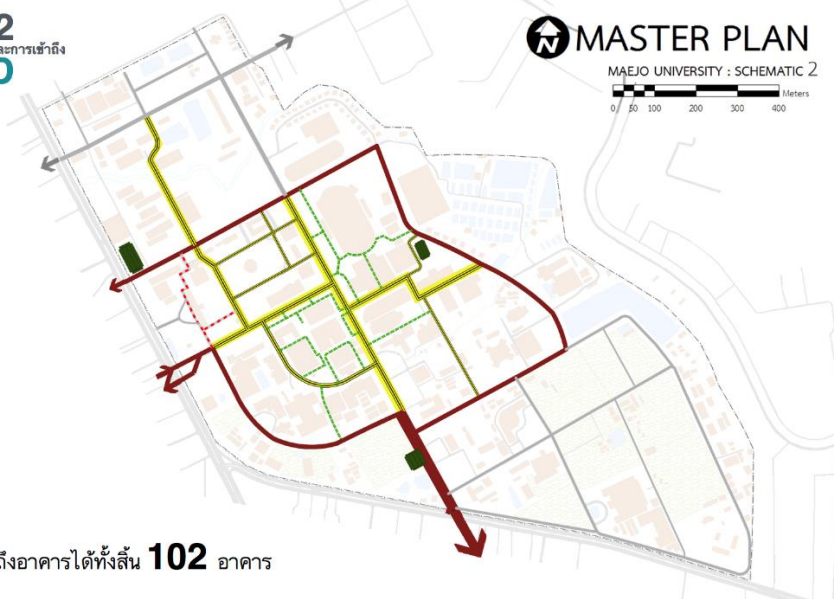 2
ละการเข้าถึง
N MASTER PLAN
MAEJO UNIVERSITY : SCHEMATIC 2
Meters
0 50 100 200 300 400
ถึงอาคารได้ทั้งสิ้น 102 อาคาร